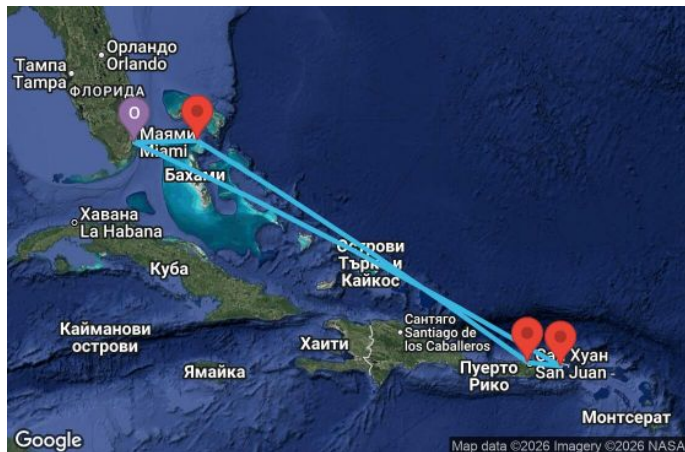 Орландо
Orlando
Тампа
Tampa
ФЛОРИДА
O
Маями
Miami
Бахами
Хавана
La Habana
Острови
Търкс и
Кайкос
Куба
Кайманови
острови
Хаити
Сантяго
Santiago de
los Caballeros
Ямайка
Пуерто
Рико
Сан Хуан
San Juan
Монтсерат
Google
Map data ©2026 Imagery ©2026 NASA